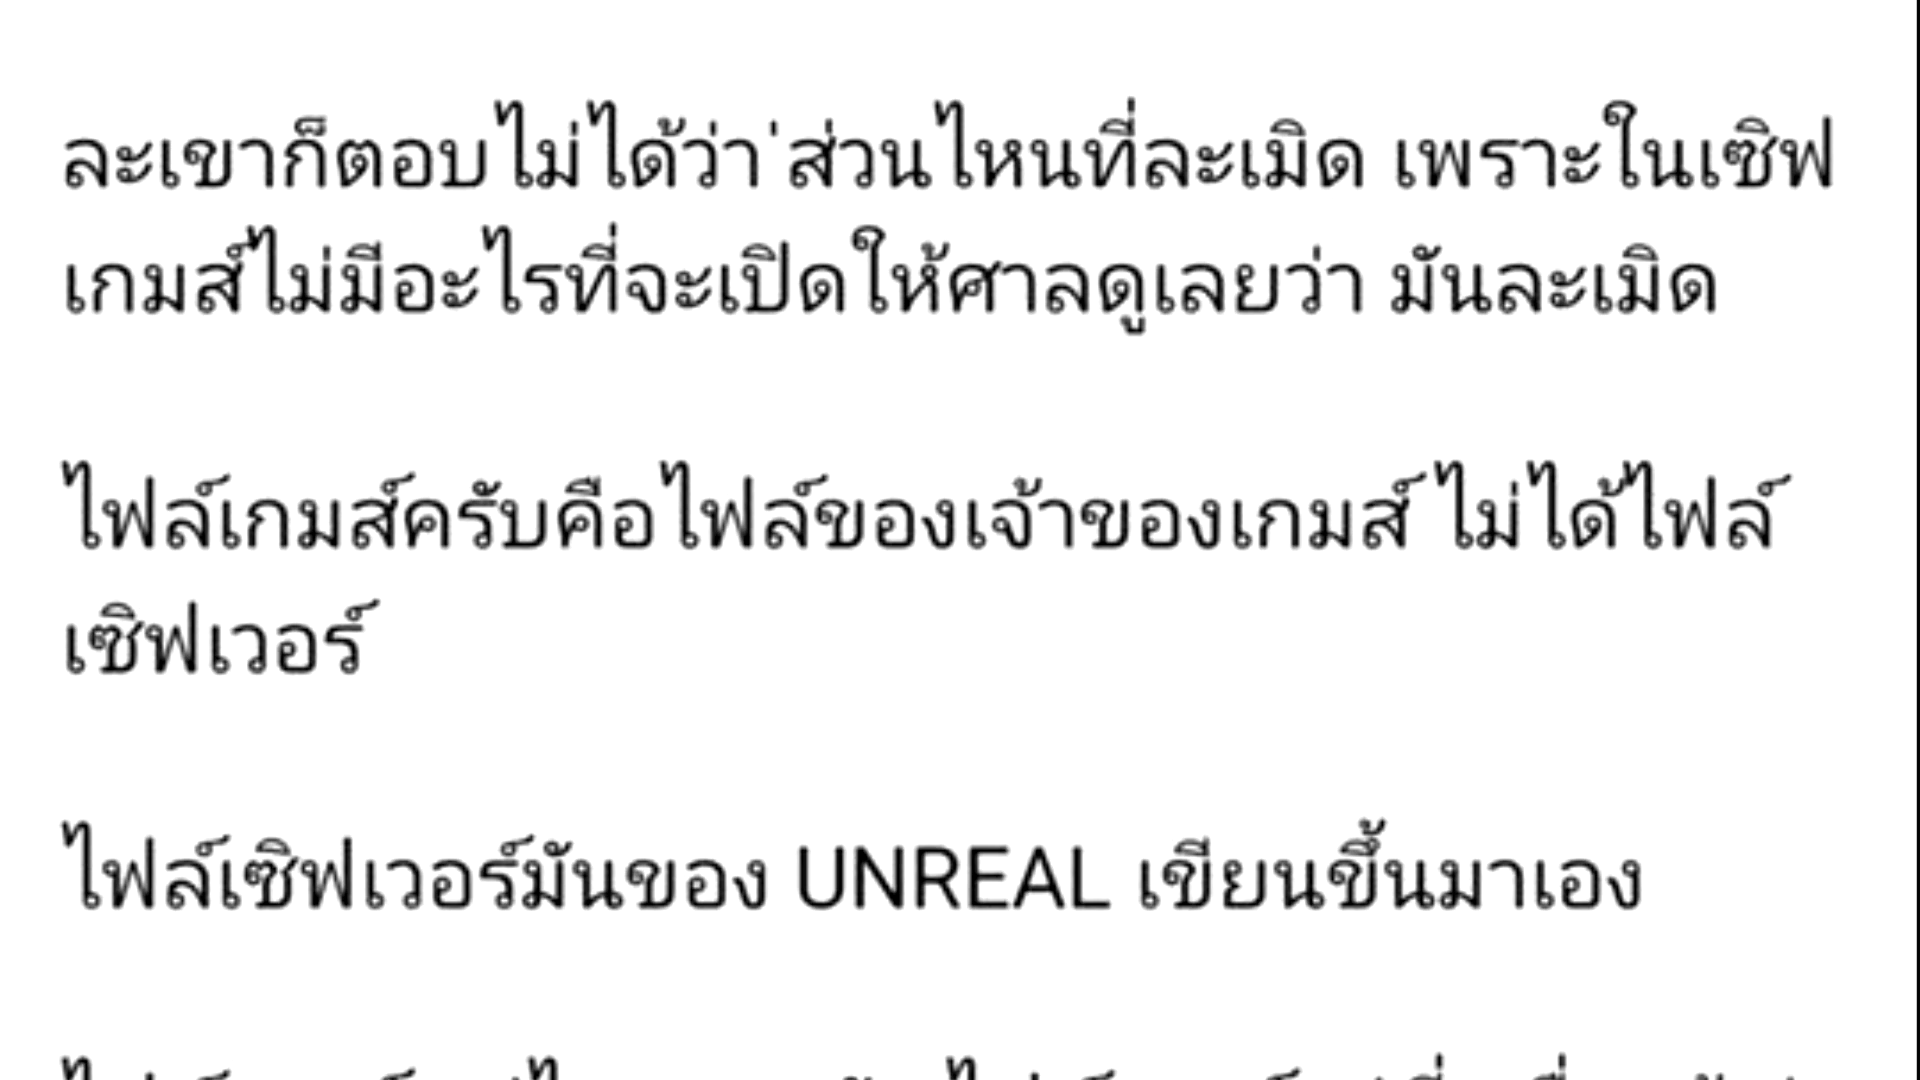 ละเขาก็ตอบไม่ได้ว่า่ส่วนไหนที่ละเมิด เพราะในเซิฟ
เกมส์ไม่มีอะไรที่จะเปิดให้ศาลดูเลยว่า มันละเมิด
ไฟล์เกมส์ครับคือไฟล์ของเจ้าของเกมส์ ไม่ได้ไฟล์
เซิฟเวอร์
ไฟล์เซิฟเวอร์มันของ UNREAL เขียนขึ้นมาเอง